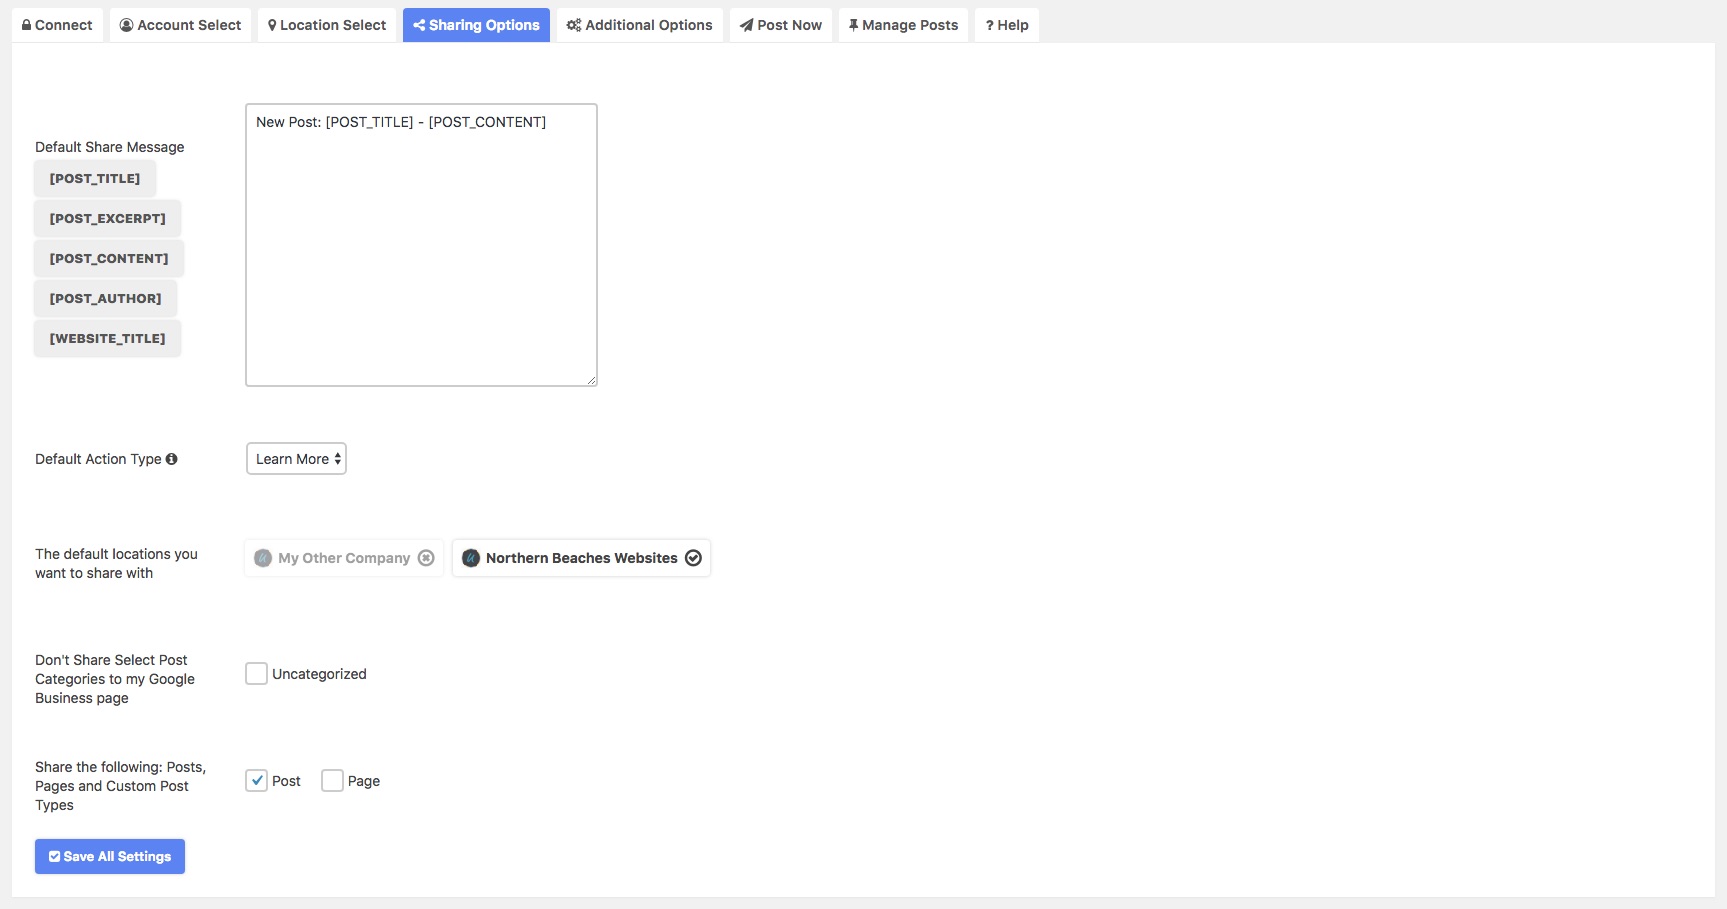 Connect
Account Select
Location Select
Sharing Options
Additional Options
Post Now
Manage Posts
? Help
Default Share Message
[POST_TITLE]
[POST_EXCERPT]
[POST_CONTENT]
[POST_AUTHOR]
[WEBSITE_TITLE]
New Post: [POST_TITLE] - [POST_CONTENT]
Default Action Type
Learn More
The default locations you
want to share with
My Other Company
Northern Beaches Websites
Don't Share Select Post
Categories to my Google
Business page
Uncategorized
Share the following: Posts,
Pages and Custom Post
Types
Post
Page
Save All Settings